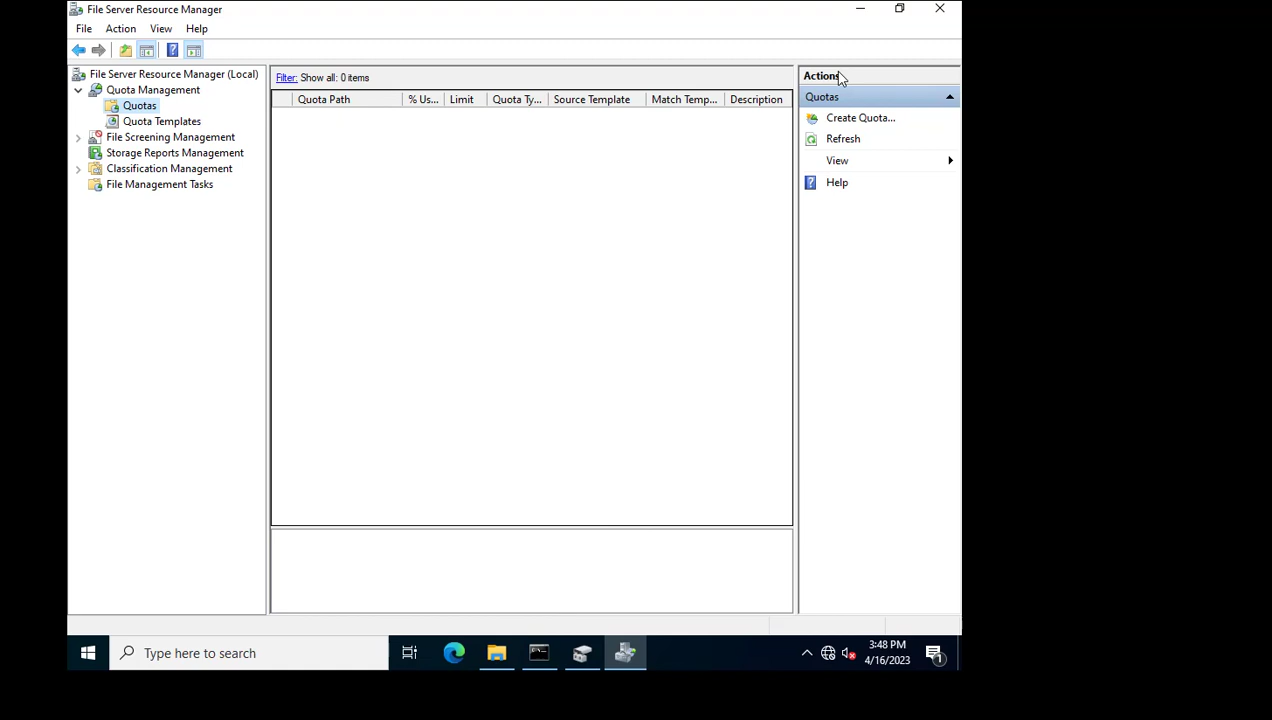 File Server Resource Manager
File Action View Help
File Server Resource Manager (Local)
Quota Management
Quotas
Quota Templates
File Screening Management
Storage Reports Management
Classification Management
File Management Tasks
Filter: Show all: 0 items
Quota Path % Us... Limit Quota Ty... Source Template Match Temp... Description
Actions
Quotas
Create Quota...
Refresh
View
Help
Type here to search
3:48 PM
4/16/2023
1